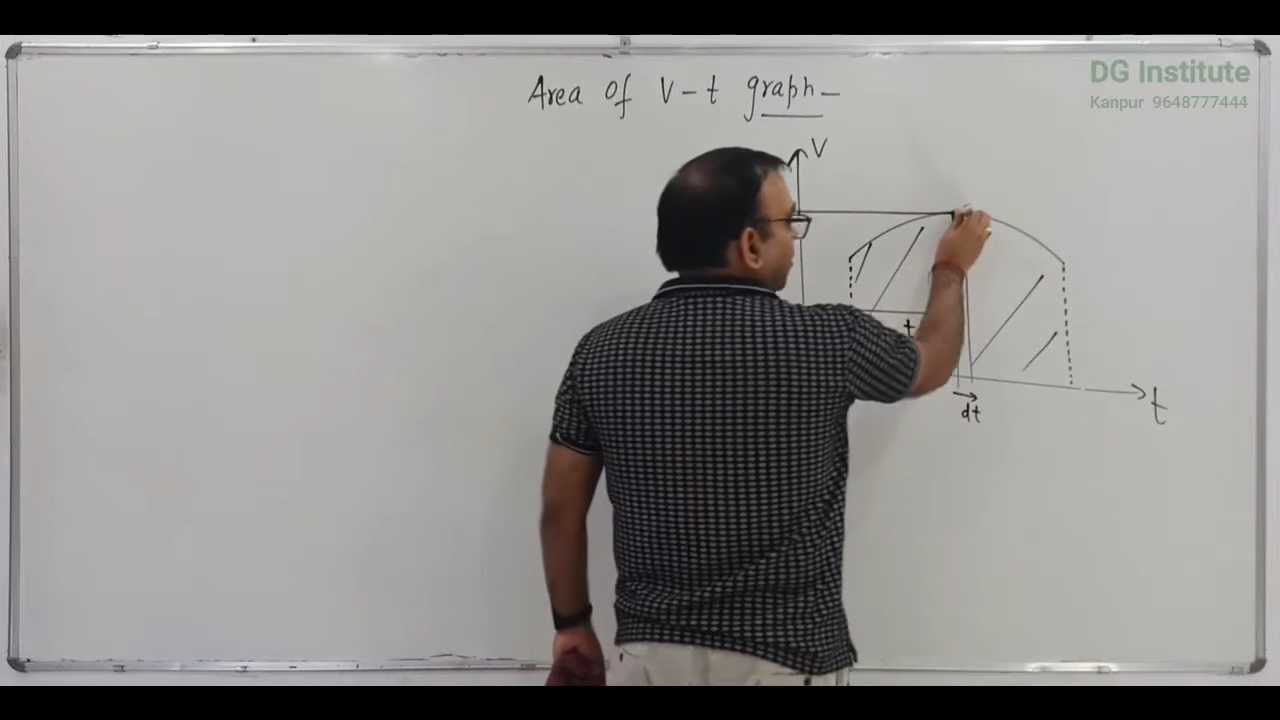 DG Institute
Kanpur 9648777444
Area of V-t graph-
V
t
dt
t